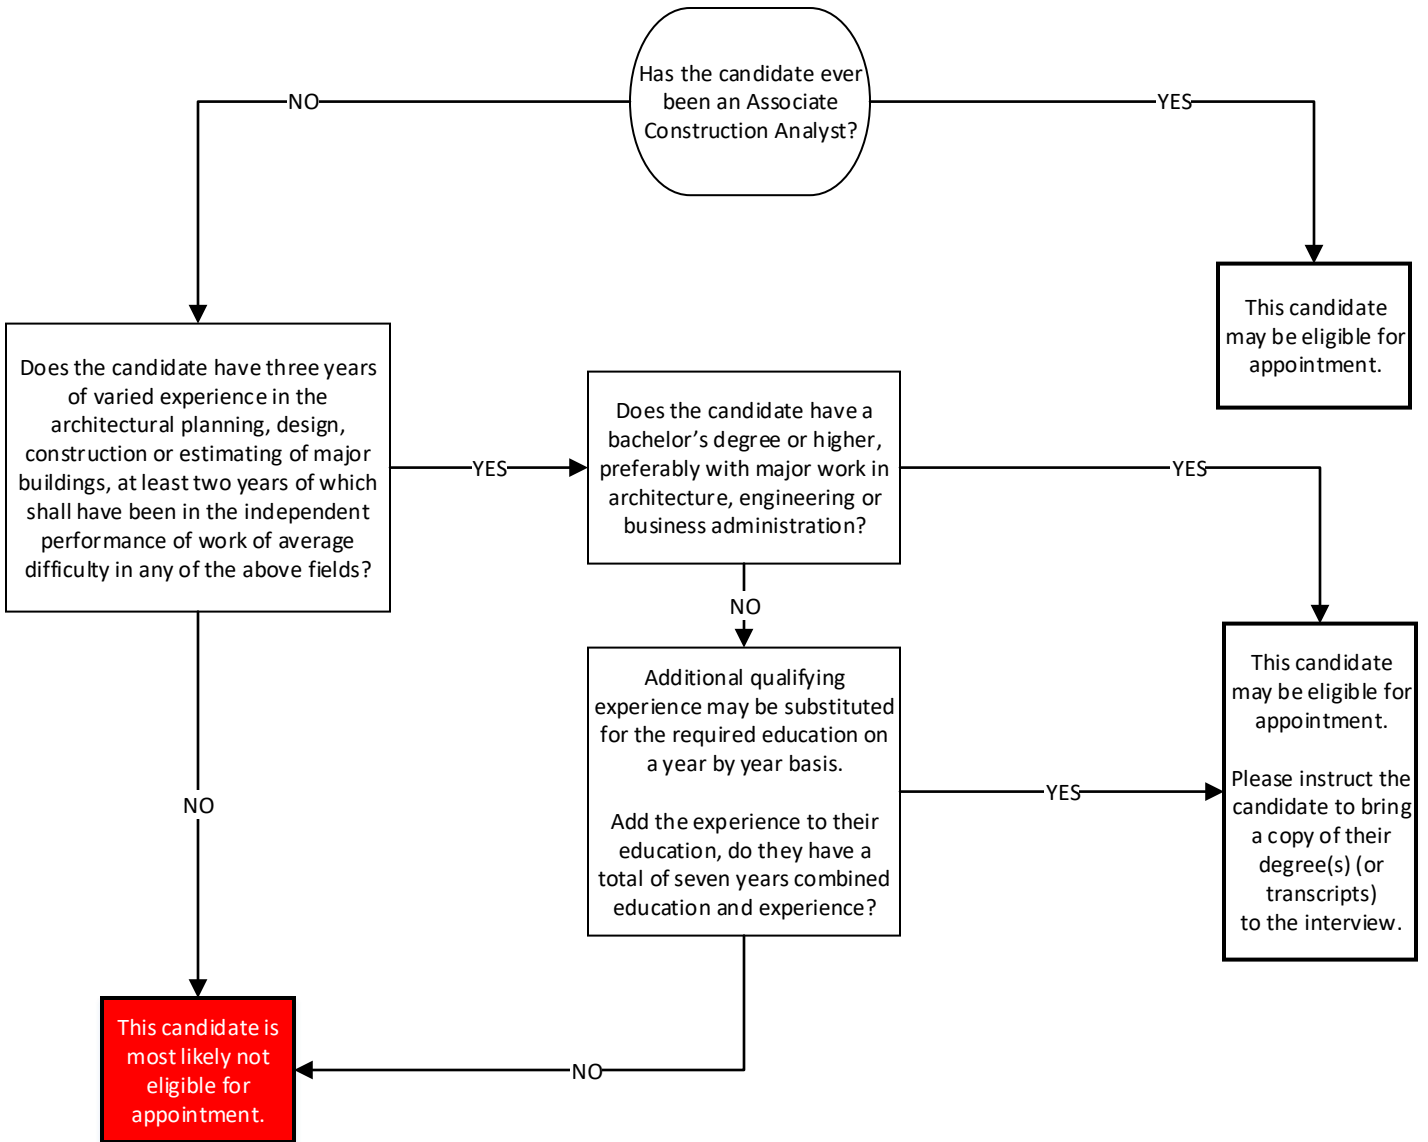 Has the candidate ever
been an Associate
Construction Analyst?
NO
YES
This candidate
may be eligible for
appointment.
Does the candidate have three years
of varied experience in the
architectural planning, design,
construction or estimating of major
buildings, at least two years of which
shall have been in the independent
performance of work of average
difficulty in any of the above fields?
YES
Does the candidate have a
bachelor's degree or higher,
preferably with major work in
architecture, engineering or
business administration?
YES
NO
Additional qualifying
experience may be substituted
for the required education on
a year by year basis.
Add the experience to their
education, do they have a
total of seven years combined
education and experience?
YES
This candidate
may be eligible for
appointment.
Please instruct the
candidate to bring
a copy of their
degree(s) (or
transcripts)
to the interview.
NO
This candidate is
most likely not
eligible for
appointment.
NO